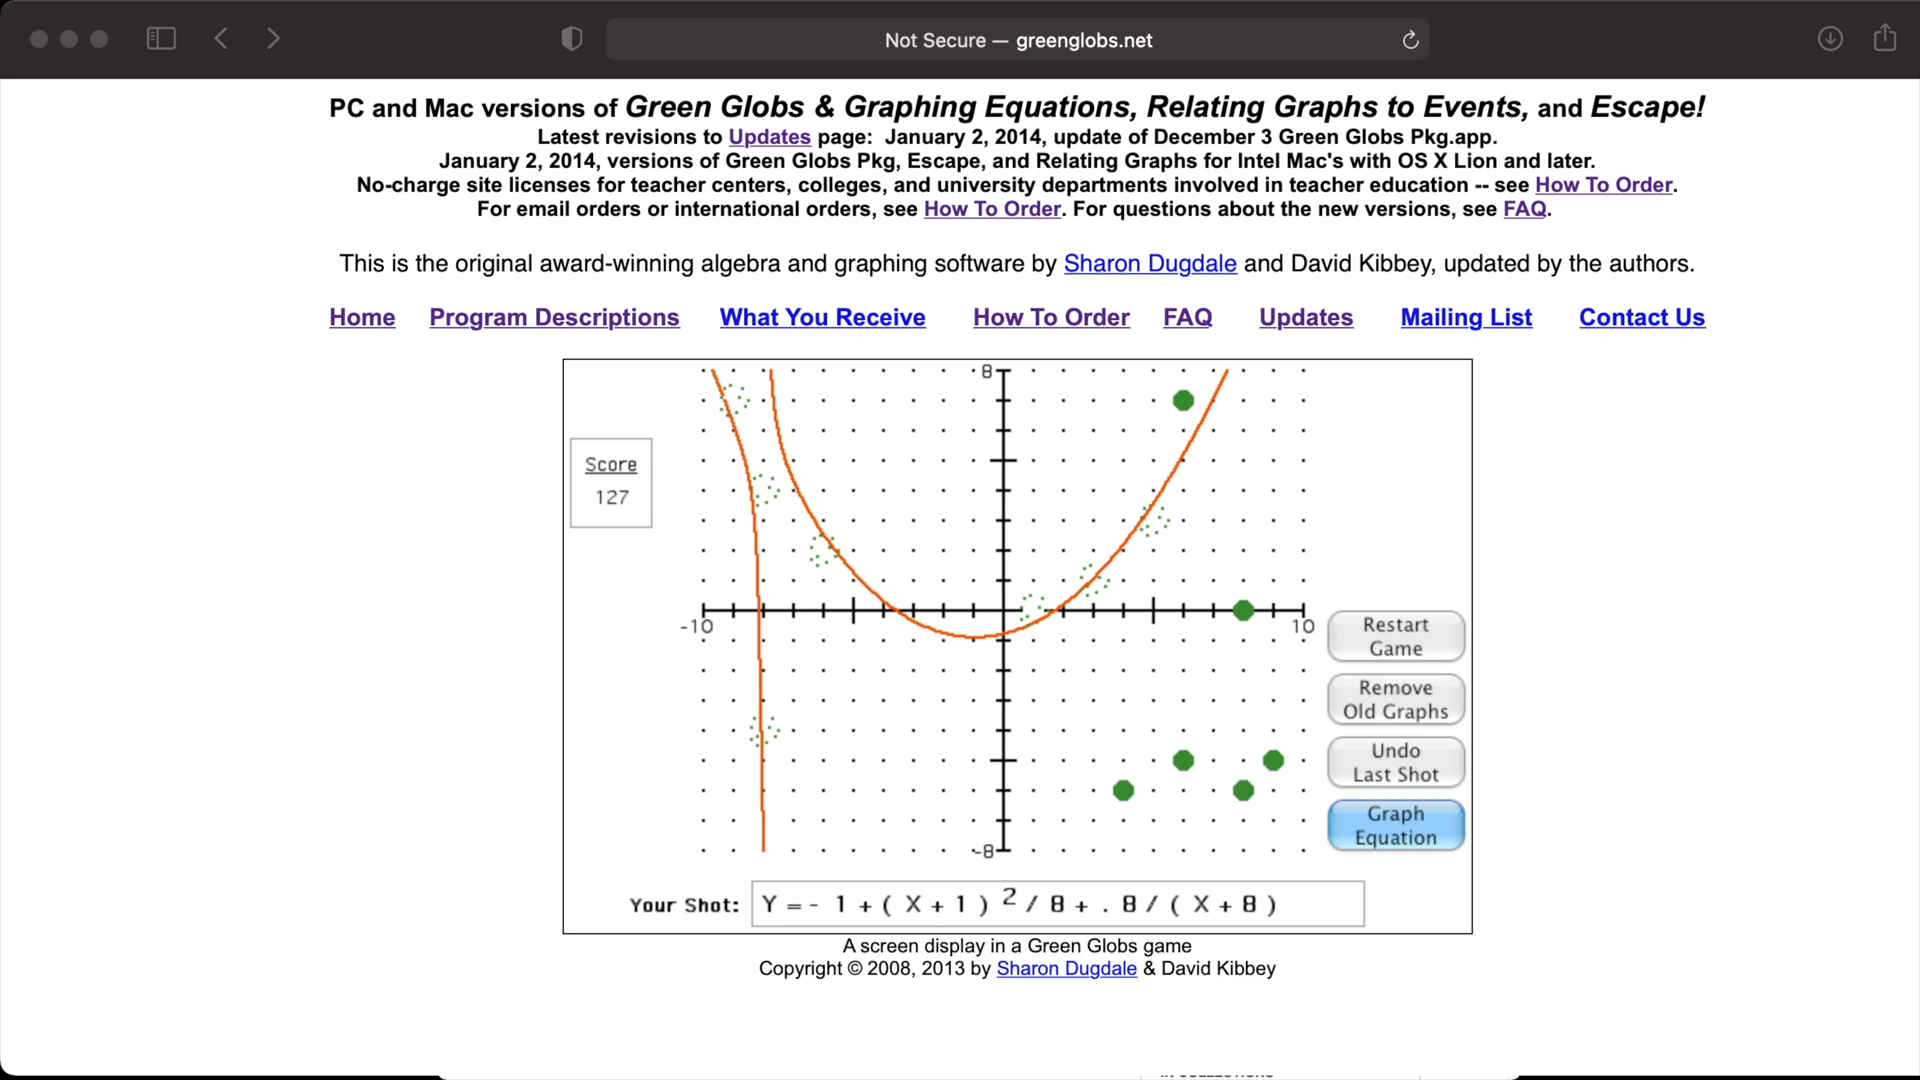 Not Secure — greenglobs.net
PC and Mac versions of Green Globs & Graphing Equations, Relating Graphs to Events, and Escape!
Latest revisions to Updates page: January 2, 2014, update of December 3 Green Globs Pkg.app.
January 2, 2014, versions of Green Globs Pkg, Escape, and Relating Graphs for Intel Mac's with OS X Lion and later.
No-charge site licenses for teacher centers, colleges, and university departments involved in teacher education -- see How To Order.
For email orders or international orders, see How To Order. For questions about the new versions, see FAQ.
This is the original award-winning algebra and graphing software by Sharon Dugdale and David Kibbey, updated by the authors.
Home Program Descriptions What You Receive How To Order FAQ Updates Mailing List Contact Us
8
Score
127
-10
10
Restart
Game
Remove
Old Graphs
Undo
Last Shot
Graph
Equation
-8
Your Shot: Y = - 1 + ( X + 1 ) 2 / 8 + . 8 / ( X + 8 )
A screen display in a Green Globs game
Copyright © 2008, 2013 by Sharon Dugdale & David Kibbey